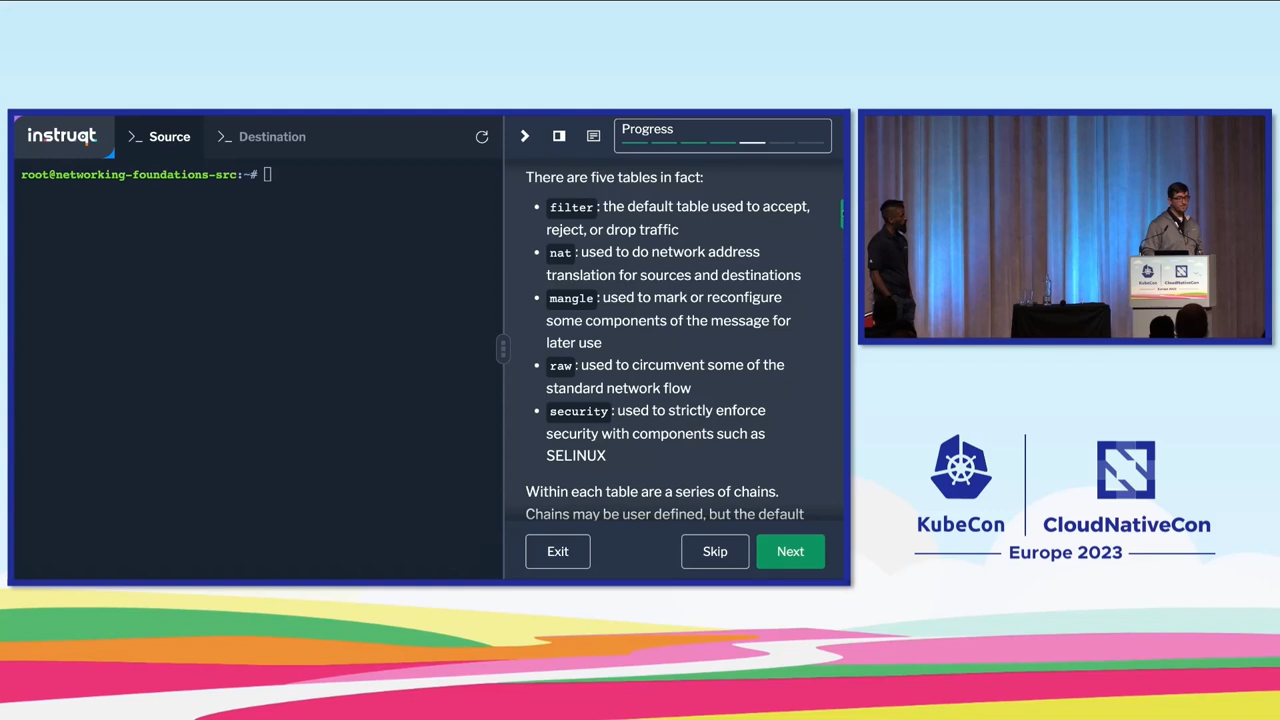 instruqt
>_ Source
>_ Destination
Progress
root@networking-foundations-src:~#
There are five tables in fact:
• filter: the default table used to accept,
reject, or drop traffic
• nat: used to do network address
translation for sources and destinations
• mangle: used to mark or reconfigure
some components of the message for
later use
• raw: used to circumvent some of the
standard network flow
• security: used to strictly enforce
security with components such as
SELINUX
Within each table are a series of chains.
Chains may be user defined, but the default
Exit
Skip
Next
KubeCon
CloudNativeCon
Europe 2023
KubeCon
CloudNativeCon
Europe 2023